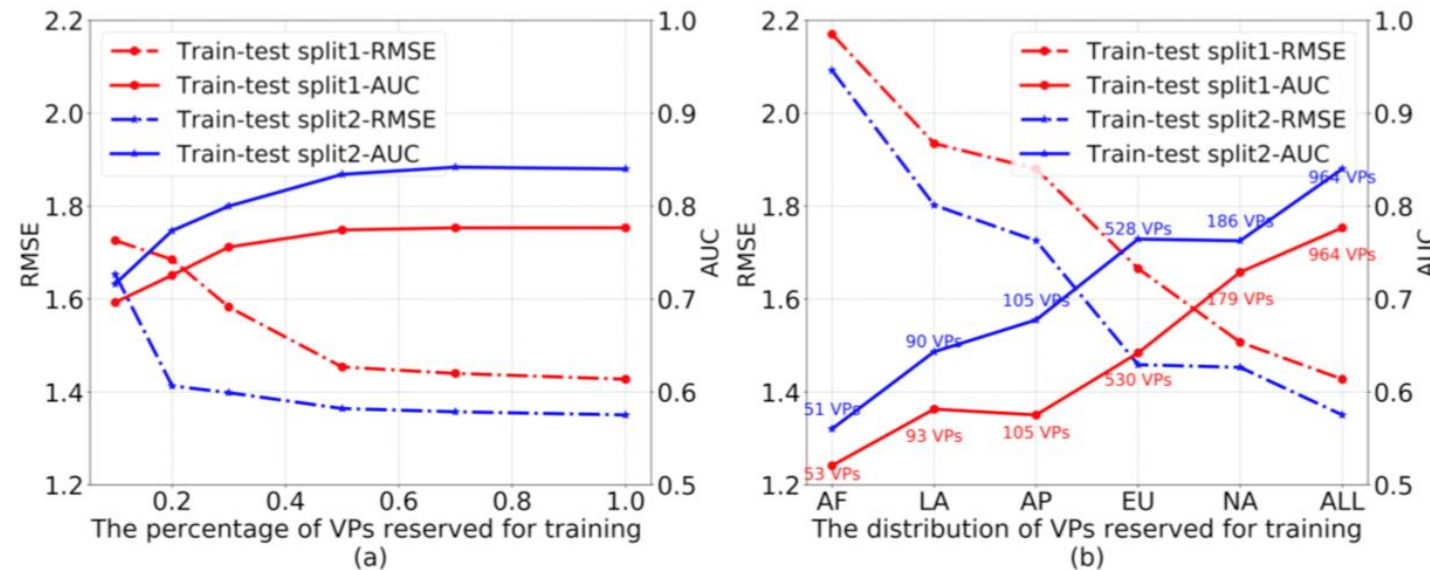 2.2
2.0
1.8
1.6
1.4
1.2
RMSE
Train-test split1-RMSE
Train-test split1-AUC
Train-test split2-RMSE
Train-test split2-AUC
1.0
0.9
0.8
0.7
0.6
0.5
AUC
0.2 0.4 0.6 0.8 1.0
The percentage of VPs reserved for training
(a)
2.2
2.0
1.8
1.6
1.4
1.2
RMSE
Train-test split1-RMSE
Train-test split1-AUC
Train-test split2-RMSE
Train-test split2-AUC
964 VPs
528 VPs
186 VPs
964 VPs
105 VPs
179 VPs
90 VPs
530 VPs
51 VPs
93 VPs
105 VPs
53 VPs
1.0
0.9
0.8
0.7
0.6
0.5
AUC
AF LA AP EU NA ALL
The distribution of VPs reserved for training
(b)